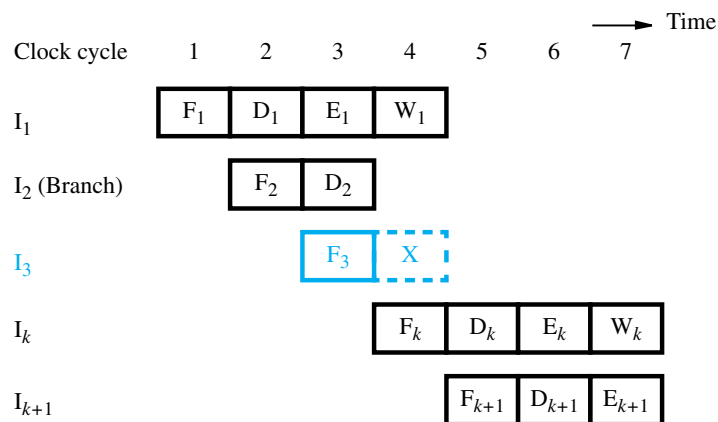 Time
Clock cycle 1 2 3 4 5 6 7
I1 F1 D1 E1 W1
I2 (Branch) F2 D2
I3 F3 X
Ik Fk Dk Ek Wk
Ik+1 Fk+1 Dk+1 Ek+1